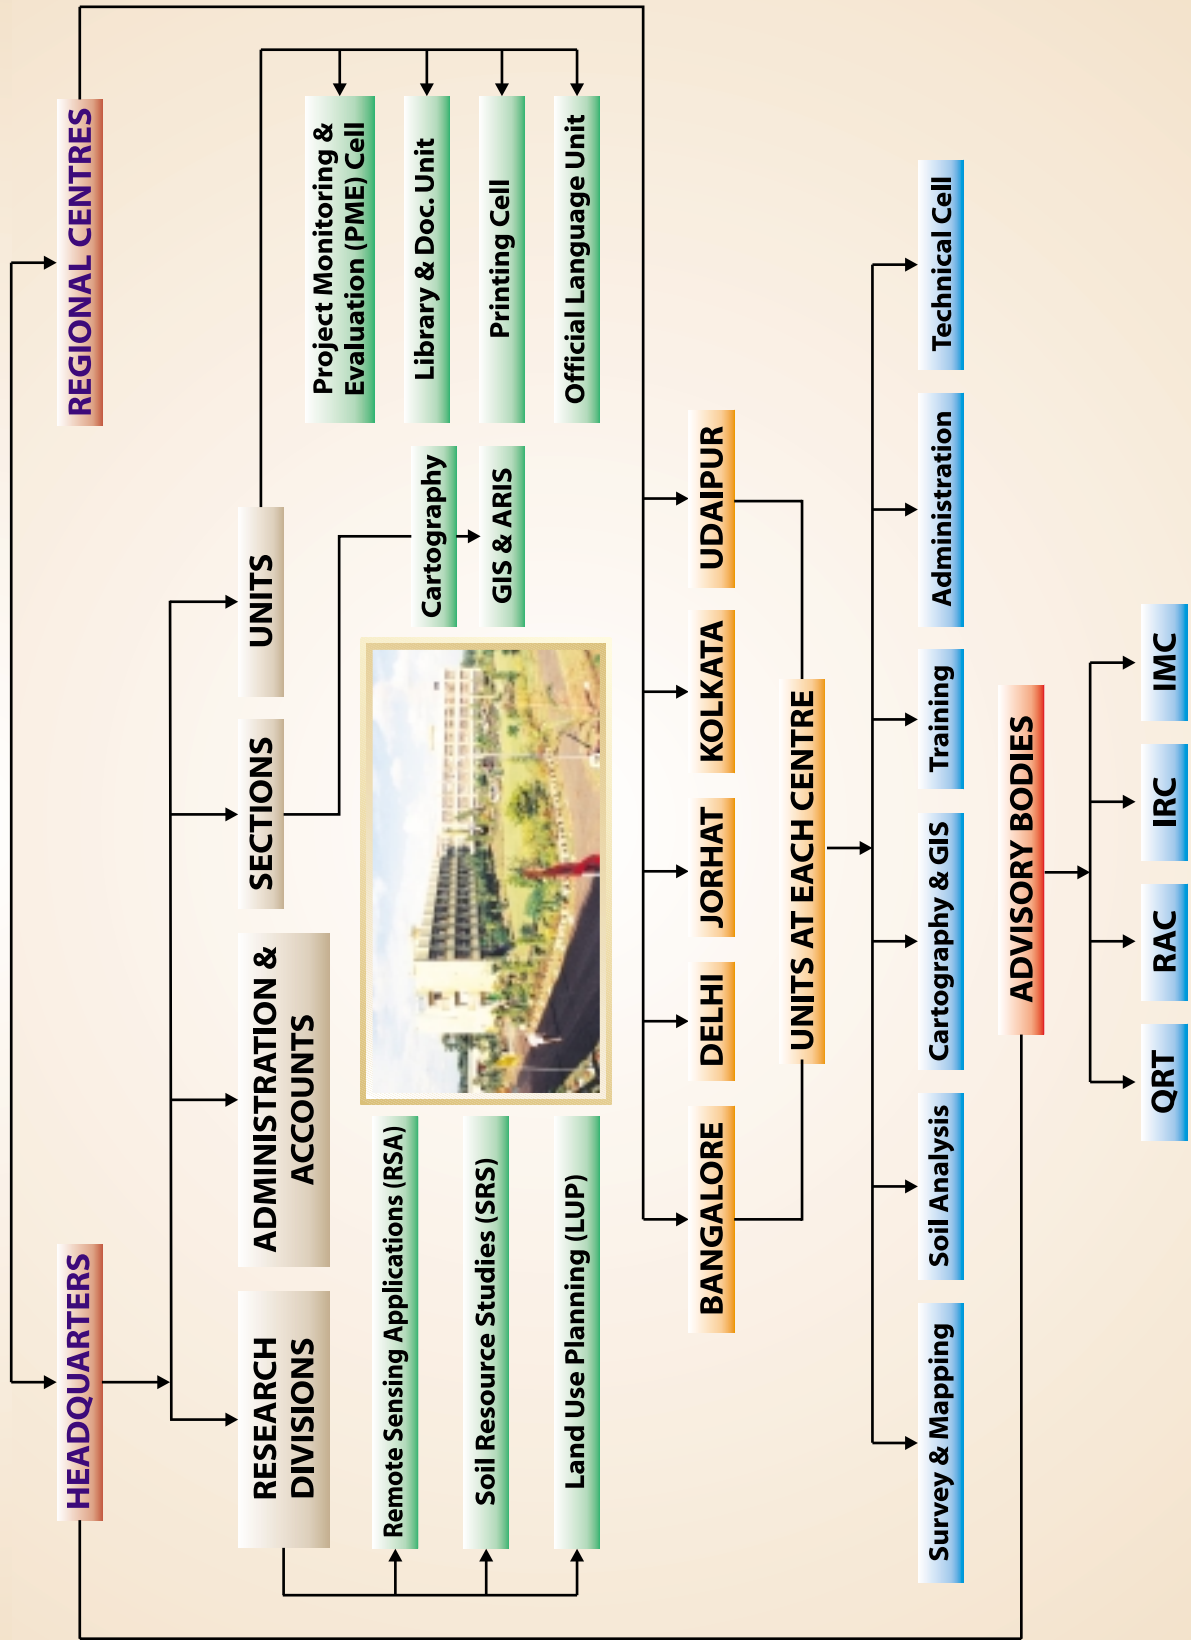 HEADQUARTERS
REGIONAL CENTRES
RESEARCH
DIVISIONS
ADMINISTRATION &
ACCOUNTS
SECTIONS
UNITS
Remote Sensing Applications (RSA)
Soil Resource Studies (SRS)
Land Use Planning (LUP)
Cartography
GIS & ARIS
Project Monitoring &
Evaluation (PME) Cell
Library & Doc. Unit
Printing Cell
Official Language Unit
BANGALORE
DELHI
JORHAT
KOLKATA
UDAIPUR
UNITS AT EACH CENTRE
Survey & Mapping
Soil Analysis
Cartography & GIS
Training
Administration
Technical Cell
ADVISORY BODIES
QRT
RAC
IRC
IMC